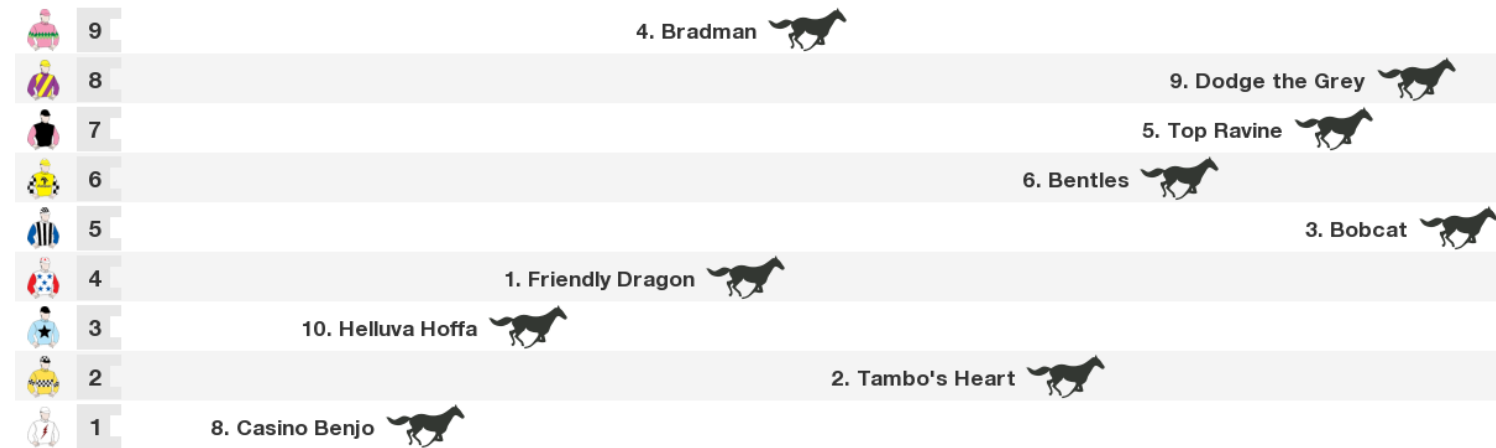 9 4. Bradman
8 9. Dodge the Grey
7 5. Top Ravine
6 6. Bentles
5 3. Bobcat
4 1. Friendly Dragon
3 10. Helluva Hoffa
2 2. Tambo's Heart
1 8. Casino Benjo